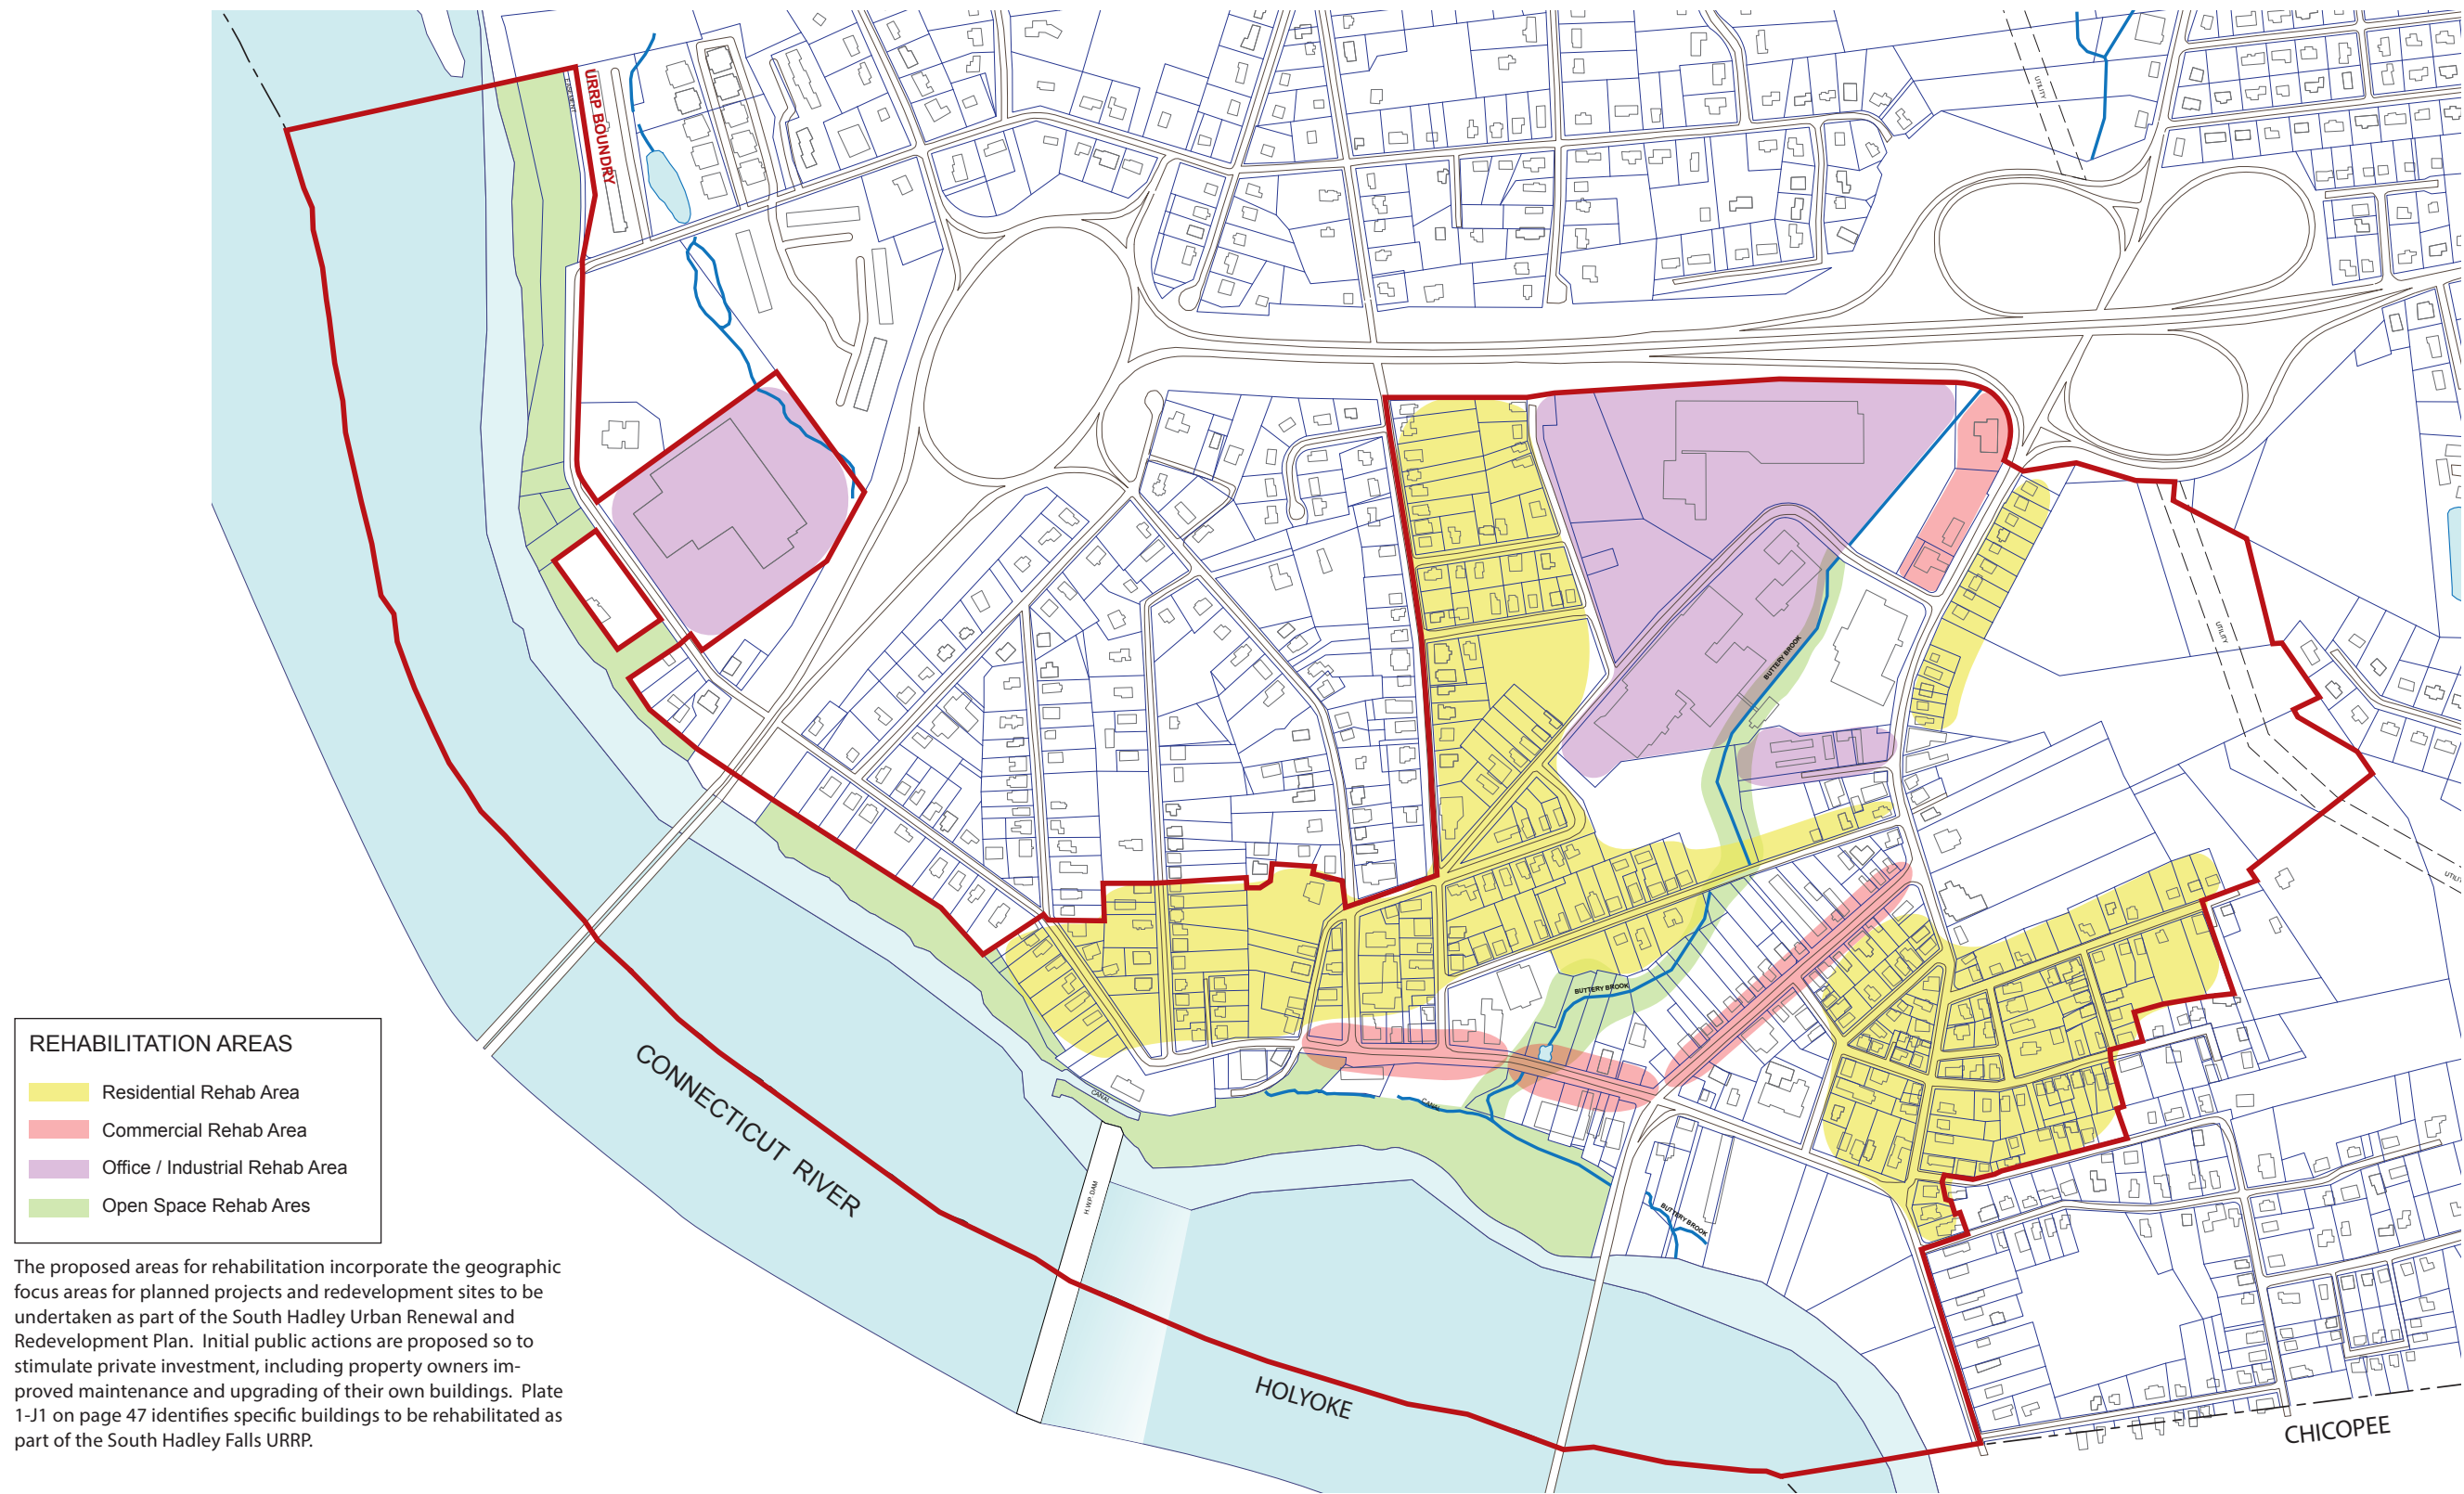 URRP BOUNDRY
EASEMENT
UTILITY
UTILITY
UTILITY
BUTTERY BROOK
BUTTERY BROOK
BUTTERY BROOK
CANAL
CANAL
H.W.P. DAM
CONNECTICUT RIVER
HOLYOKE
CHICOPEE
REHABILITATION AREAS
Residential Rehab Area
Commercial Rehab Area
Office / Industrial Rehab Area
Open Space Rehab Ares
The proposed areas for rehabilitation incorporate the geographic
focus areas for planned projects and redevelopment sites to be
undertaken as part of the South Hadley Urban Renewal and
Redevelopment Plan.  Initial public actions are proposed so to
stimulate private investment, including property owners im-
proved maintenance and upgrading of their own buildings.  Plate
1-J1 on page 47 identifies specific buildings to be rehabilitated as
part of the South Hadley Falls URRP.